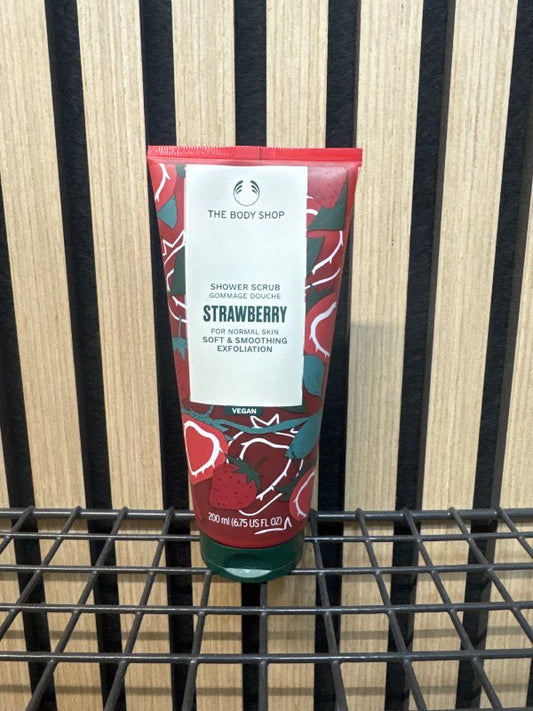 THE BODY SHOP
SHOWER SCRUB
GOMMAGE DOUCHE
STRAWBERRY
FOR NORMAL SKIN
SOFT & SMOOTHING
EXFOLIATION
VEGAN
200 ml (6.75 US FL OZ)